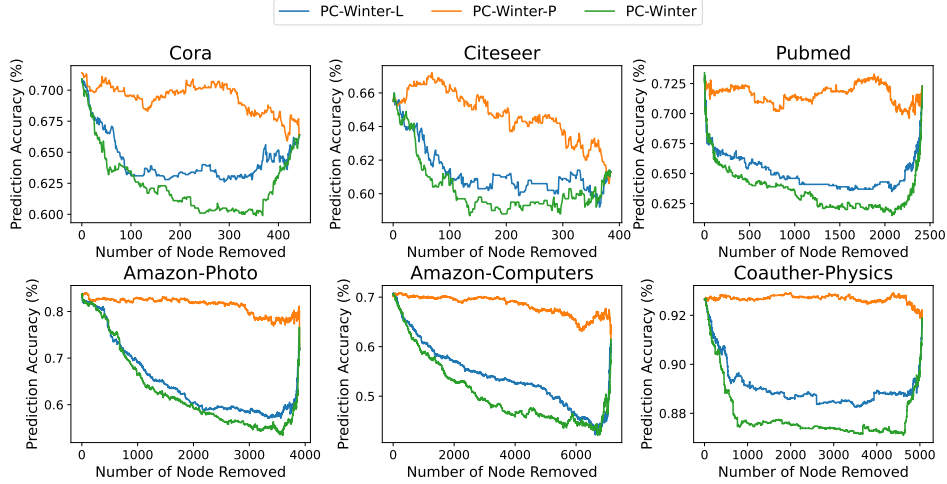 PC-Winter-L PC-Winter-P PC-Winter
Cora Citeseer Pubmed
Prediction Accuracy (%) 0.700 0.675 0.650 0.625 0.600
0 100 200 300 400
Number of Node Removed
Prediction Accuracy (%) 0.66 0.64 0.62 0.60
0 100 200 300 400
Number of Node Removed
Prediction Accuracy (%) 0.725 0.700 0.675 0.650 0.625
0 500 1000 1500 2000 2500
Number of Node Removed
Amazon-Photo Amazon-Computers Coauther-Physics
Prediction Accuracy (%) 0.8 0.7 0.6
0 1000 2000 3000 4000
Number of Node Removed
Prediction Accuracy (%) 0.7 0.6 0.5
0 2000 4000 6000
Number of Node Removed
Prediction Accuracy (%) 0.92 0.90 0.88
0 1000 2000 3000 4000 5000
Number of Node Removed